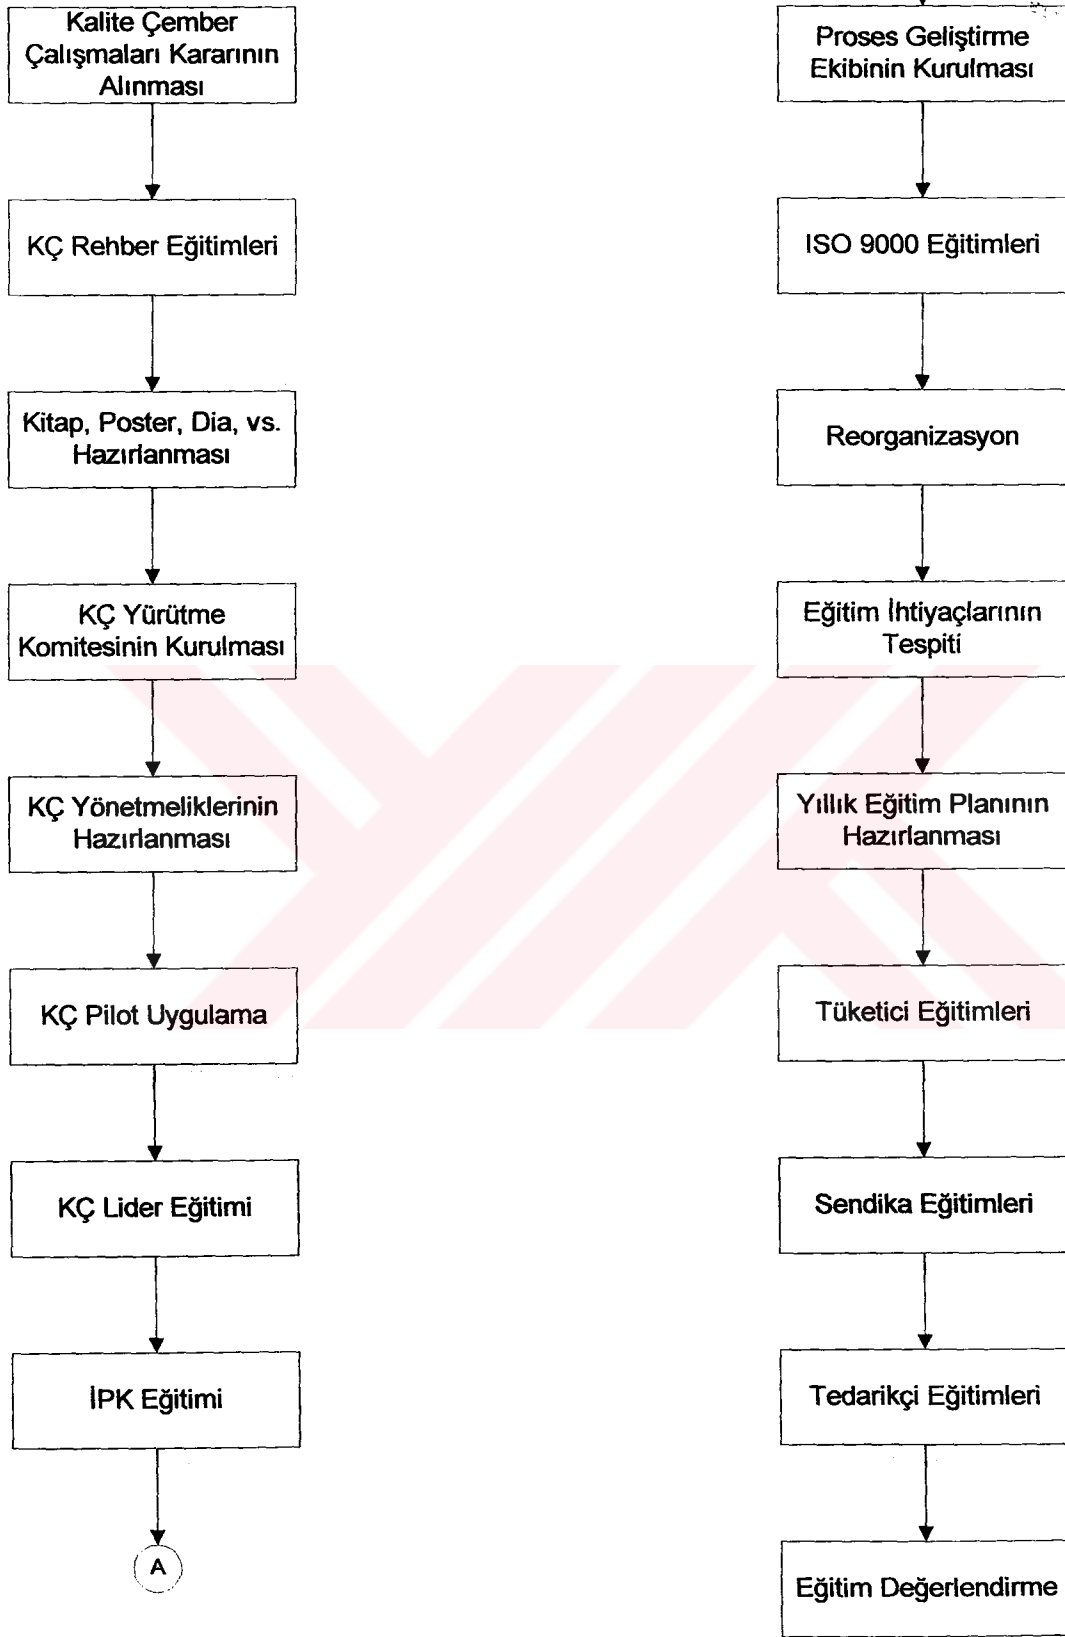 Kalite Çember
Çalışmaları Kararının
Alınması
KÇ Rehber Eğitimleri
Kitap, Poster, Dia, vs.
Hazırlanması
KÇ Yürütme
Komitesinin Kurulması
KÇ Yönetmeliklerinin
Hazırlanması
KÇ Pilot Uygulama
KÇ Lider Eğitimi
İPK Eğitimi
A
Proses Geliştirme
Ekibinin Kurulması
ISO 9000 Eğitimleri
Reorganizasyon
Eğitim İhtiyaçlarının
Tespiti
Yıllık Eğitim Planının
Hazırlanması
Tüketici Eğitimleri
Sendika Eğitimleri
Tedarikçi Eğitimleri
Eğitim Değerlendirme